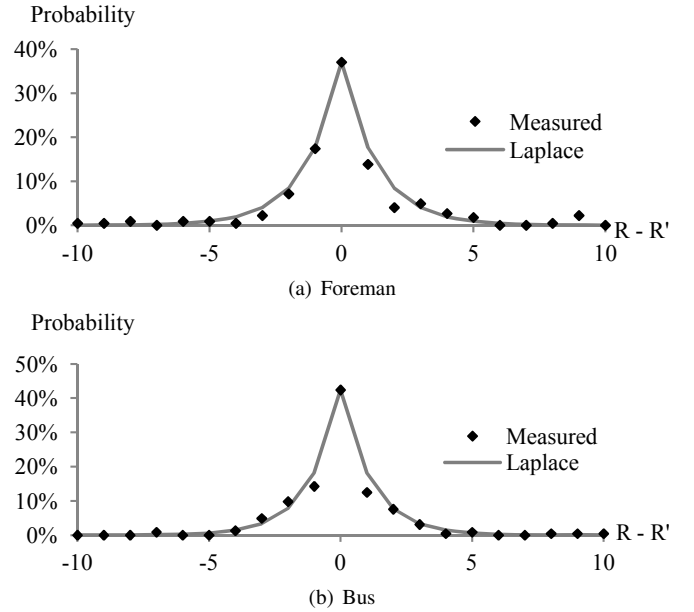 Probability
40%
30%
20%
10%
0%
Measured
Laplace
R - R'
-10 -5 0 5 10
(a) Foreman
Probability
50%
40%
30%
20%
10%
0%
Measured
Laplace
R - R'
-10 -5 0 5 10
(b) Bus